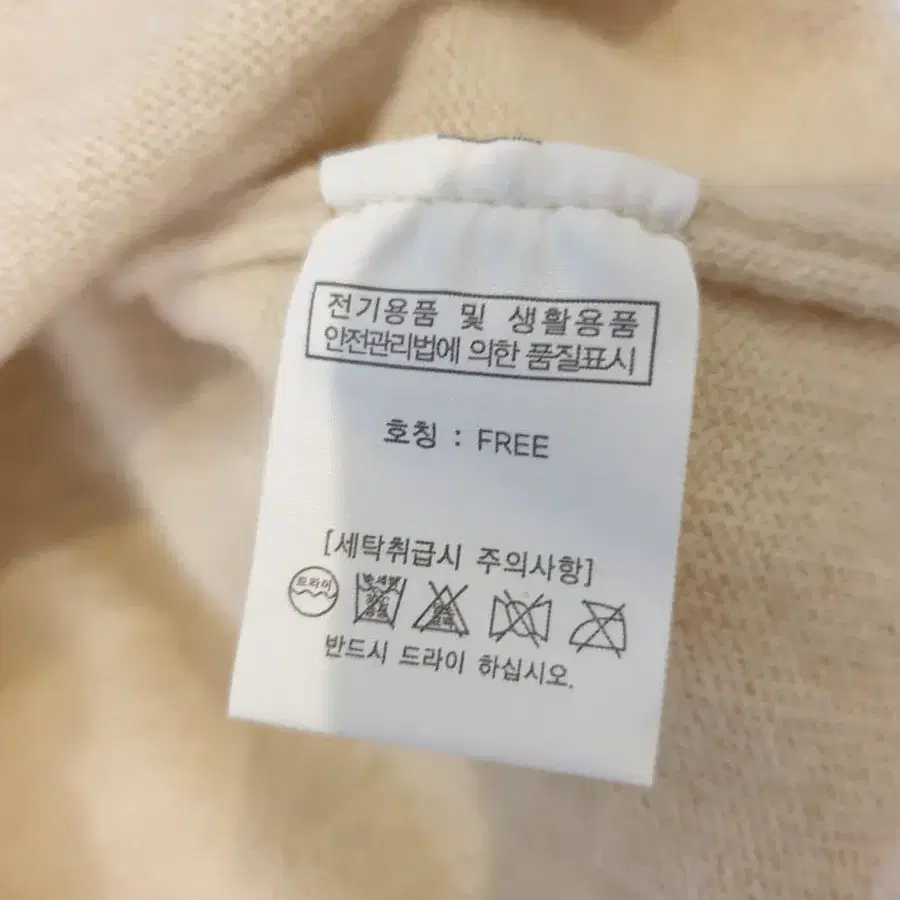 전기용품 및 생활용품
안전관리법에 의한 품질표시
호칭 : FREE
[세탁취급시 주의사항]
드라이
반드시 드라이 하십시오.